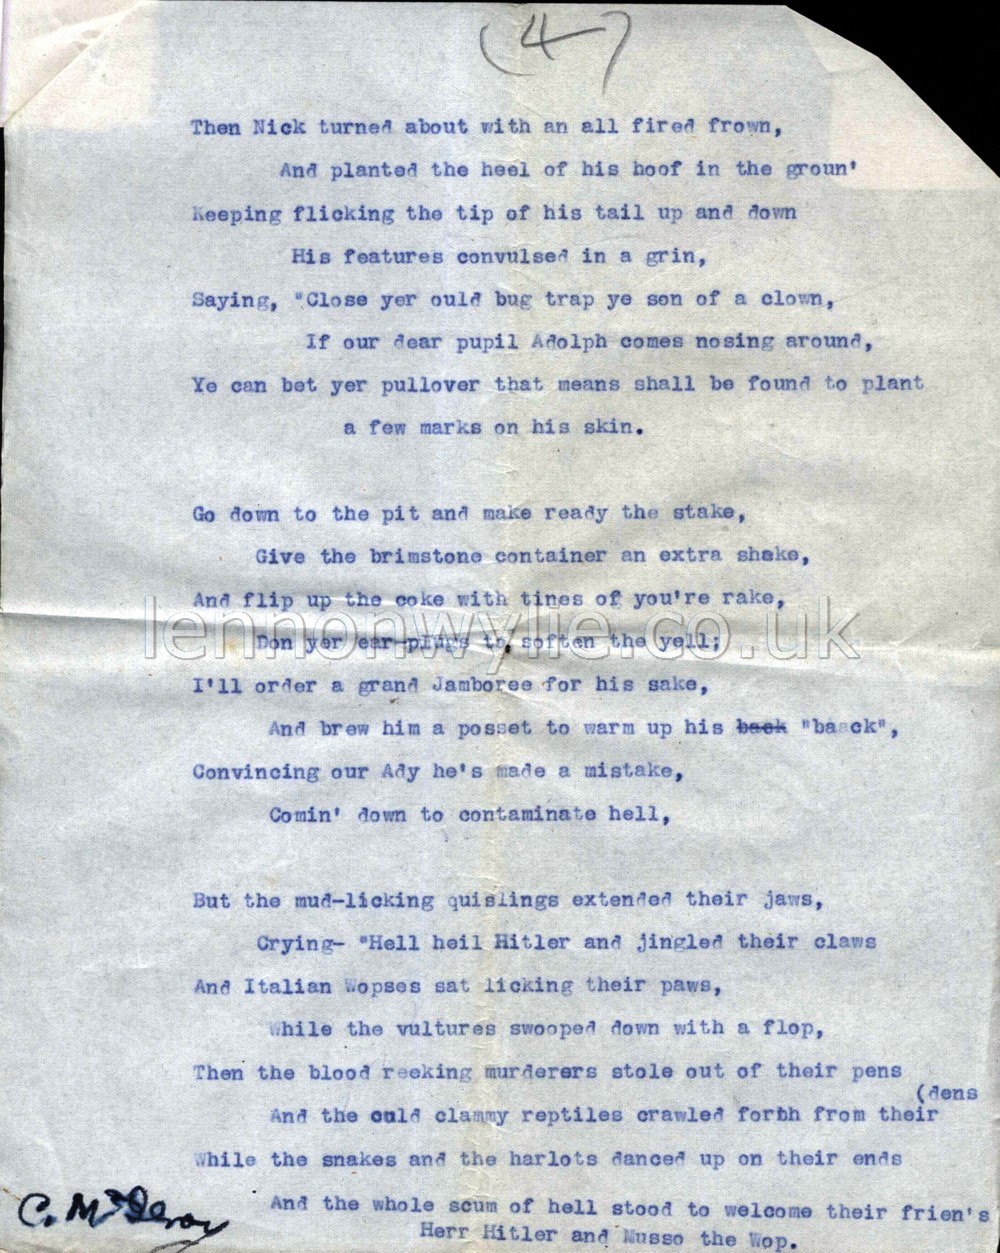 (4)
Then Nick turned about with an all fired frown,
And planted the heel of his hoof in the groun'
Keeping flicking the tip of his tail up and down
His features convulsed in a grin,
Saying, "Close yer ould bug trap ye son of a clown,
If our dear pupil Adolph comes nosing around,
Ye can bet yer pullover that means shall be found to plant
a few marks on his skin.
Go down to the pit and make ready the stake,
Give the brimstone container an extra shake,
And flip up the coke with tines of you're rake,
lennonwylie.co.uk
Don yer ear-plugs to soften the yell;
I'll order a grand Jamboree for his sake,
And brew him a posset to warm up his back "baack",
Convincing our Ady he's made a mistake,
Comin' down to contaminate hell,
But the mud-licking quislings extended their jaws,
Crying- "Hell heil Hitler and jingled their claws
And Italian Wopses sat licking their paws,
While the vultures swooped down with a flop,
Then the blood reeking murderers stole out of their pens
(dens
And the culd clammy reptiles crawled forth from their
While the snakes and the harlots danced up on their ends
And the whole scum of hell stood to welcome their frien's
Herr Hitler and Musso the Wop.
C.